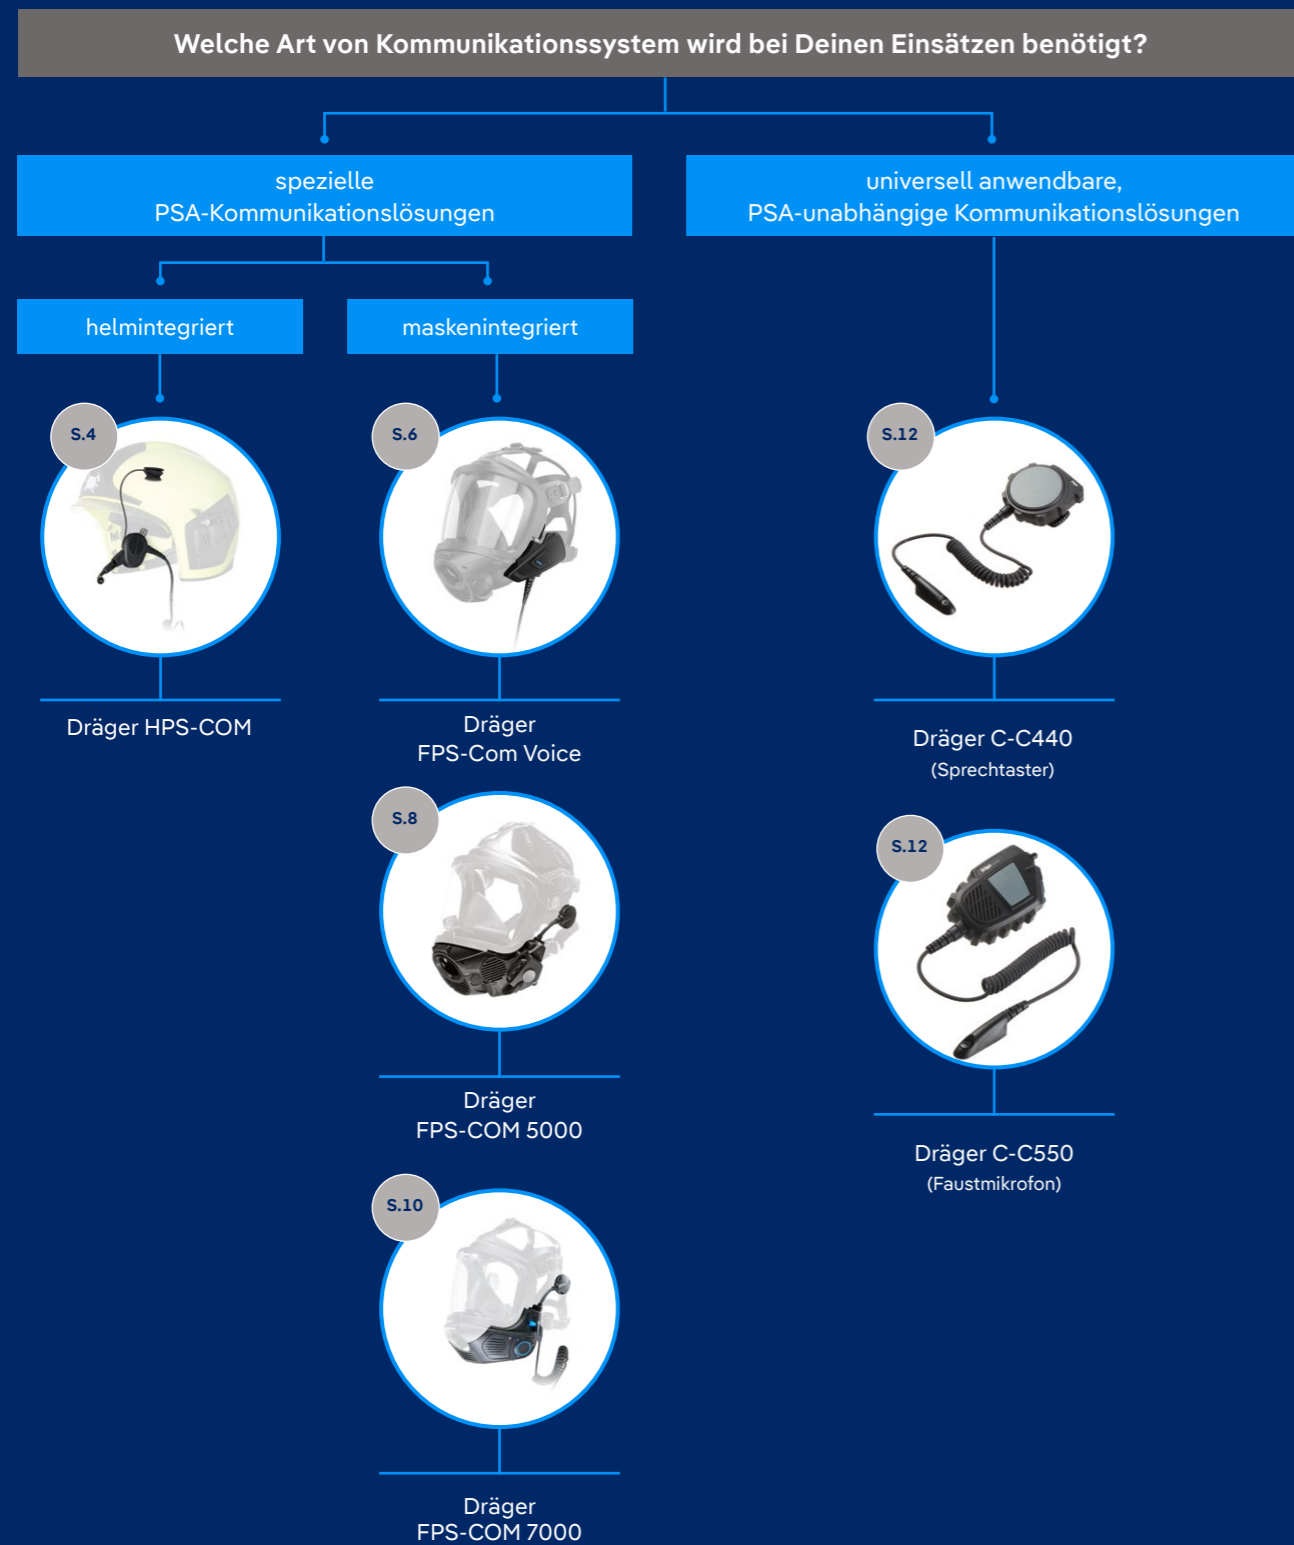 Welche Art von Kommunikationssystem wird bei Deinen Einsätzen benötigt?
spezielle
PSA-Kommunikationslösungen
universell anwendbare,
PSA-unabhängige Kommunikationslösungen
helmintegriert
maskenintegriert
S.4
Dräger HPS-COM
S.6
Dräger
FPS-Com Voice
S.8
Dräger
FPS-COM 5000
S.10
Dräger
FPS-COM 7000
S.12
Dräger C-C440
(Sprechtaster)
S.12
Dräger C-C550
(Faustmikrofon)